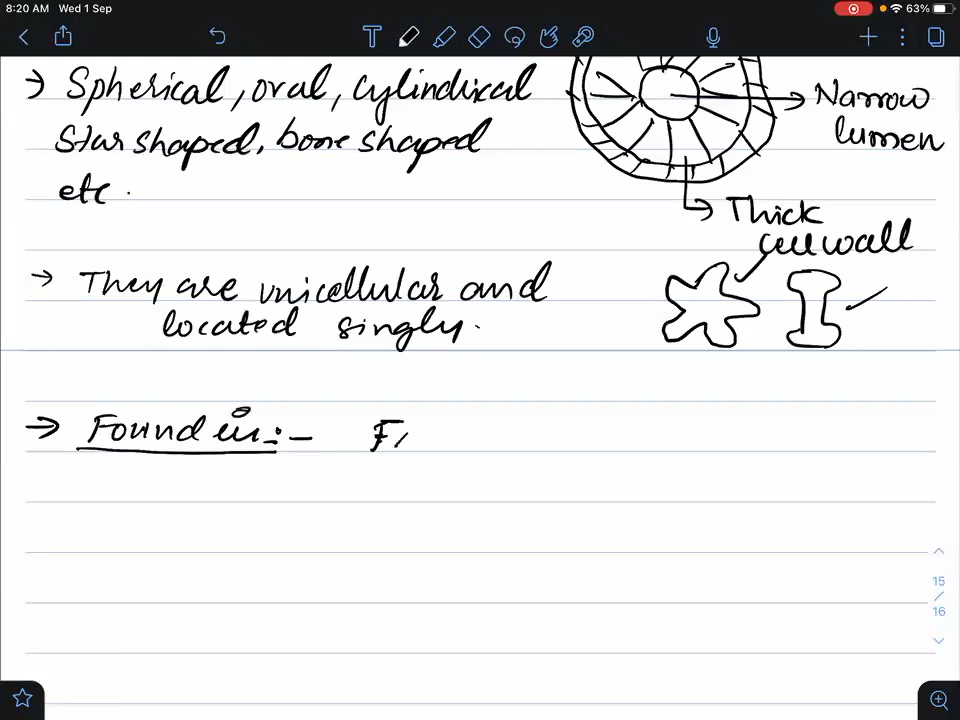 8:20 AM Wed 1 Sep
63%
→ Spherical, oral, cylindrical
Star shaped, bone shaped
etc.
Narrow
lumen
Thick
cell wall
→ They are unicellular and
located singly.
→ Found in :-
15
/
16